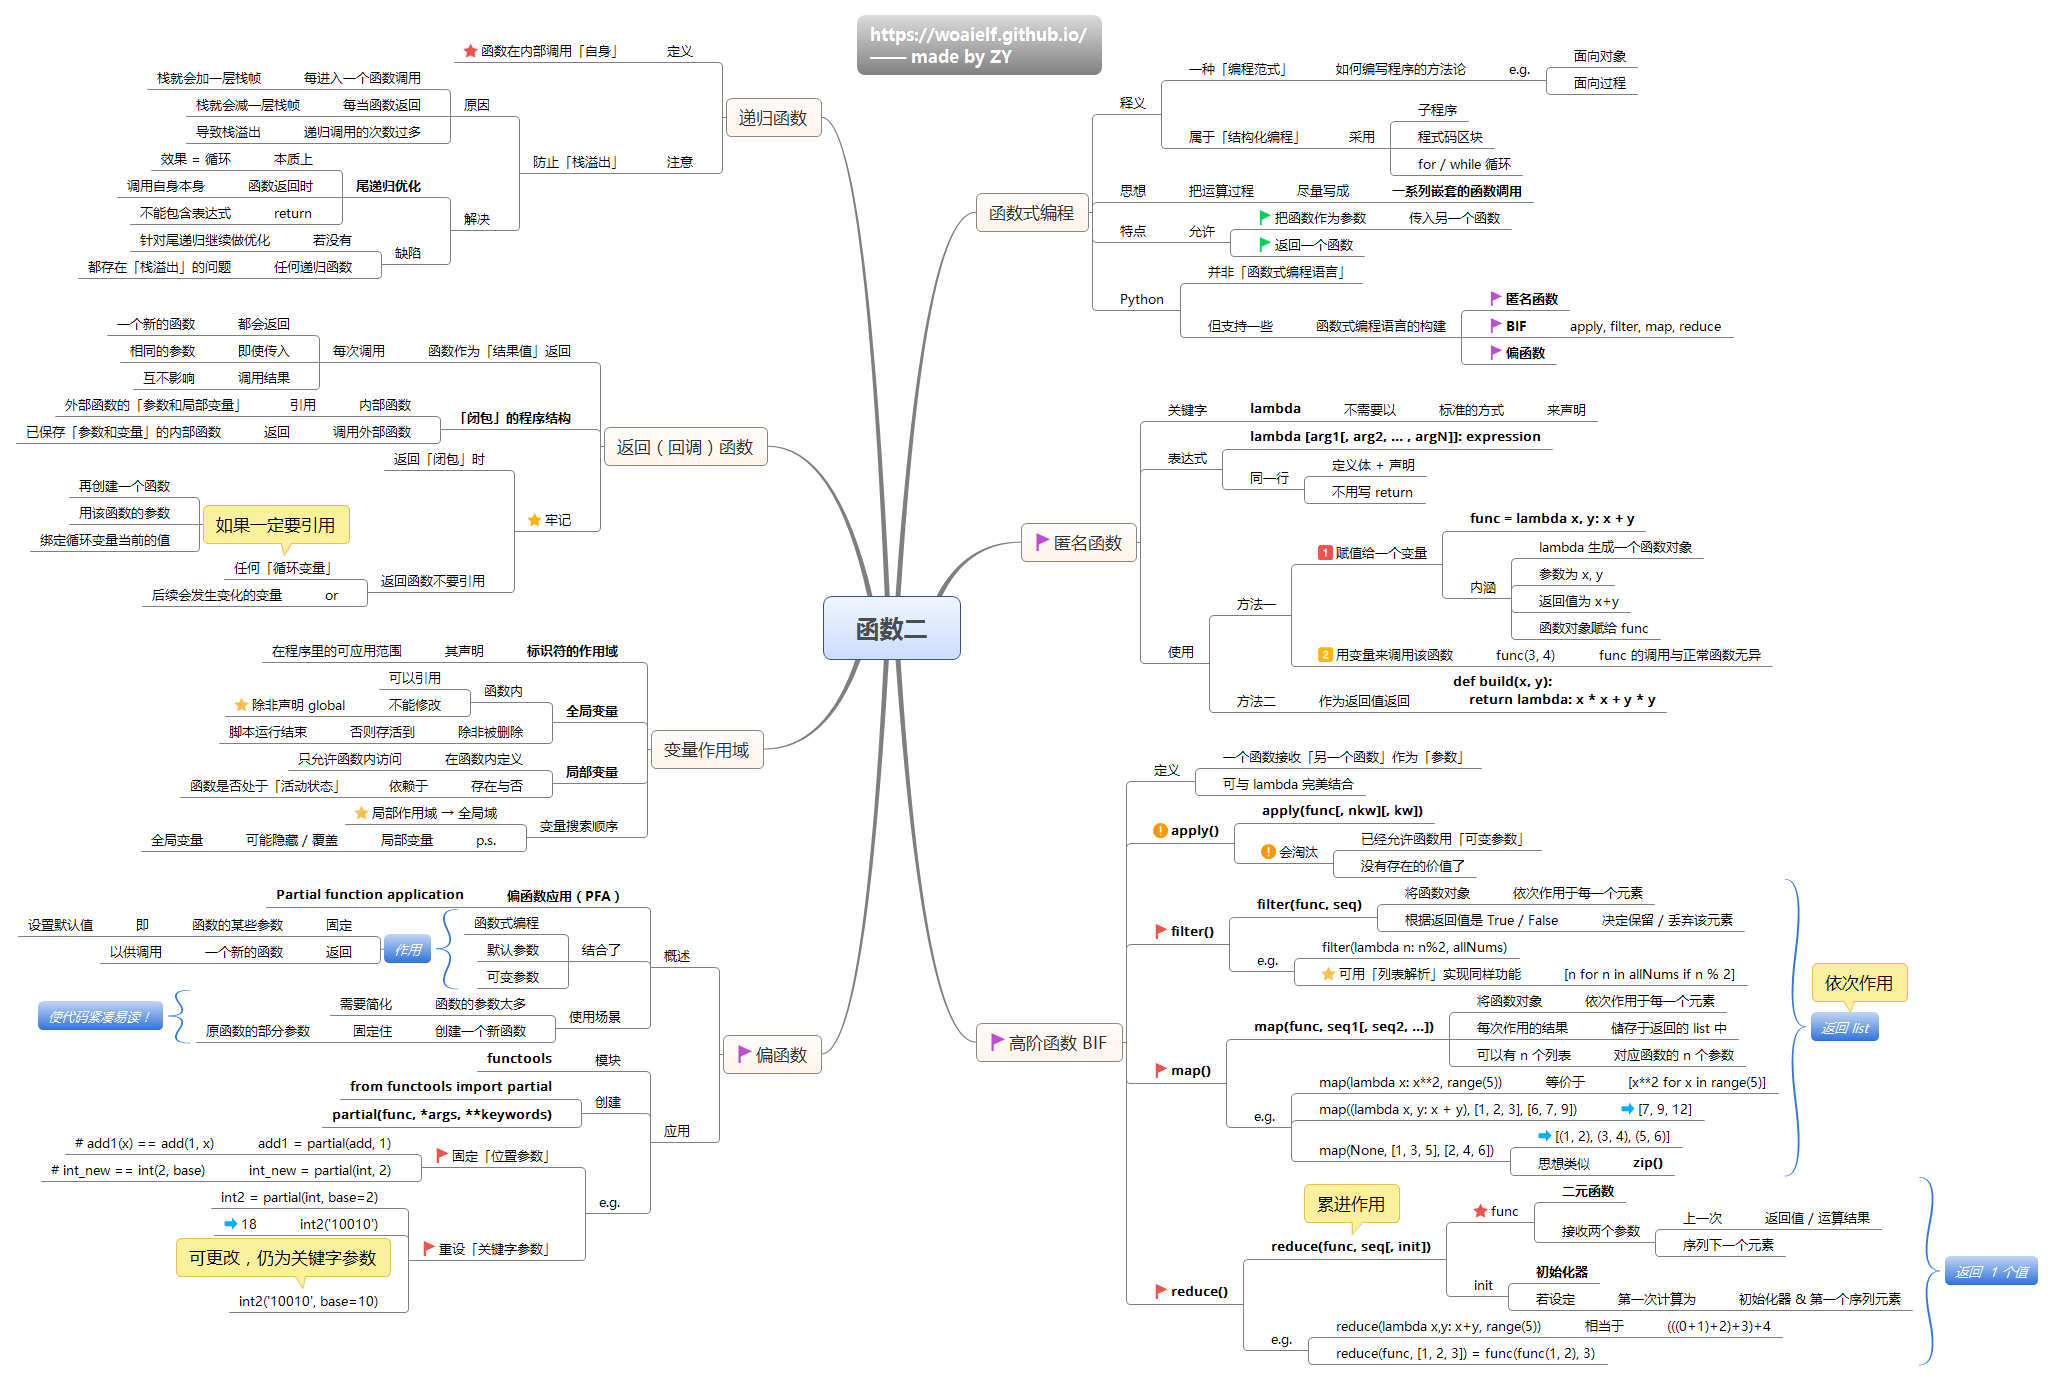 https://woaielf.github.io/
—— made by ZY
函数二
递归函数
定义
函数在内部调用「自身」
注意
防止「栈溢出」
原因
每进入一个函数调用
栈就会加一层栈帧
每当函数返回
栈就会减一层栈帧
递归调用的次数过多
导致栈溢出
解决
尾递归优化
本质上
效果 = 循环
函数返回时
调用自身本身
return
不能包含表达式
缺陷
若没有
针对尾递归继续做优化
任何递归函数
都存在「栈溢出」的问题
返回（回调）函数
函数作为「结果值」返回
每次调用
都会返回
一个新的函数
即使传入
相同的参数
调用结果
互不影响
「闭包」的程序结构
内部函数
引用
外部函数的「参数和局部变量」
调用外部函数
返回
已保存「参数和变量」的内部函数
牢记
返回「闭包」时
返回函数不要引用
任何「循环变量」
or
后续会发生变化的变量
如果一定要引用
再创建一个函数
用该函数的参数
绑定循环变量当前的值
变量作用域
标识符的作用域
其声明
在程序里的可应用范围
全局变量
函数内
可以引用
不能修改
除非声明 global
除非被删除
否则存活到
脚本运行结束
局部变量
在函数内定义
只允许函数内访问
存在与否
依赖于
函数是否处于「活动状态」
变量搜索顺序
局部作用域 → 全局域
p.s.
局部变量
可能隐藏 / 覆盖
全局变量
偏函数
概述
偏函数应用（PFA）
Partial function application
结合了
函数式编程
默认参数
可变参数
作用
固定
函数的某些参数
即
设置默认值
返回
一个新的函数
以供调用
使用场景
函数的参数太多
需要简化
创建一个新函数
固定住
原函数的部分参数
使代码紧凑易读！
应用
模块
functools
创建
from functools import partial
partial(func, *args, **keywords)
e.g.
固定「位置参数」
add1 = partial(add, 1)
# add1(x) == add(1, x)
int_new = partial(int, 2)
# int_new == int(2, base)
重设「关键字参数」
int2 = partial(int, base=2)
int2('10010')
18
可更改，仍为关键字参数
int2('10010', base=10)
函数式编程
释义
一种「编程范式」
如何编写程序的方法论
e.g.
面向对象
面向过程
属于「结构化编程」
采用
子程序
程式码区块
for / while 循环
思想
把运算过程
尽量写成
一系列嵌套的函数调用
特点
允许
把函数作为参数
传入另一个函数
返回一个函数
Python
并非「函数式编程语言」
但支持一些
函数式编程语言的构建
匿名函数
BIF
apply, filter, map, reduce
偏函数
匿名函数
关键字
lambda
不需要以
标准的方式
来声明
表达式
lambda [arg1[, arg2, ... , argN]]: expression
同一行
定义体 + 声明
不用写 return
使用
方法一
1 赋值给一个变量
func = lambda x, y: x + y
内涵
lambda 生成一个函数对象
参数为 x, y
返回值为 x+y
函数对象赋给 func
2 用变量来调用该函数
func(3, 4)
func 的调用与正常函数无异
方法二
作为返回值返回
def build(x, y):
return lambda: x * x + y * y
高阶函数 BIF
定义
一个函数接收「另一个函数」作为「参数」
可与 lambda 完美结合
apply()
apply(func[, nkw][, kw])
会淘汰
已经允许函数用「可变参数」
没有存在的价值了
filter()
filter(func, seq)
将函数对象
依次作用于每一个元素
根据返回值是 True / False
决定保留 / 丢弃该元素
e.g.
filter(lambda n: n%2, allNums)
可用「列表解析」实现同样功能
[n for n in allNums if n % 2]
map()
map(func, seq1[, seq2, ...])
将函数对象
依次作用于每一个元素
每次作用的结果
储存于返回的 list 中
可以有 n 个列表
对应函数的 n 个参数
e.g.
map(lambda x: x**2, range(5))
等价于
[x**2 for x in range(5)]
map((lambda x, y: x + y), [1, 2, 3], [6, 7, 9])
[7, 9, 12]
map(None, [1, 3, 5], [2, 4, 6])
[(1, 2), (3, 4), (5, 6)]
思想类似
zip()
依次作用
返回 list
reduce()
累进作用
reduce(func, seq[, init])
func
二元函数
接收两个参数
上一次
返回值 / 运算结果
序列下一个元素
init
初始化器
若设定
第一次计算为
初始化器 & 第一个序列元素
e.g.
reduce(lambda x,y: x+y, range(5))
相当于
(((0+1)+2)+3)+4
reduce(func, [1, 2, 3]) = func(func(1, 2), 3)
返回 1 个值